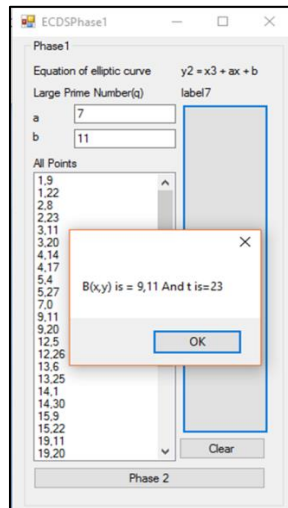 ECDSPhase1
Phase1
Equation of elliptic curve y2 = x3 + ax + b
Large Prime Number(q) label7
a 7
b 11
All Points
1,9
1,22
2,8
2,23
3,11
3,20
4,14
4,17
5,4
5,27
7,0
9,11
9,20
12,5
12,26
13,6
13,25
14,1
14,30
15,9
15,22
19,11
19,20
B(x,y) is = 9,11 And t is=23
OK
Clear
Phase 2